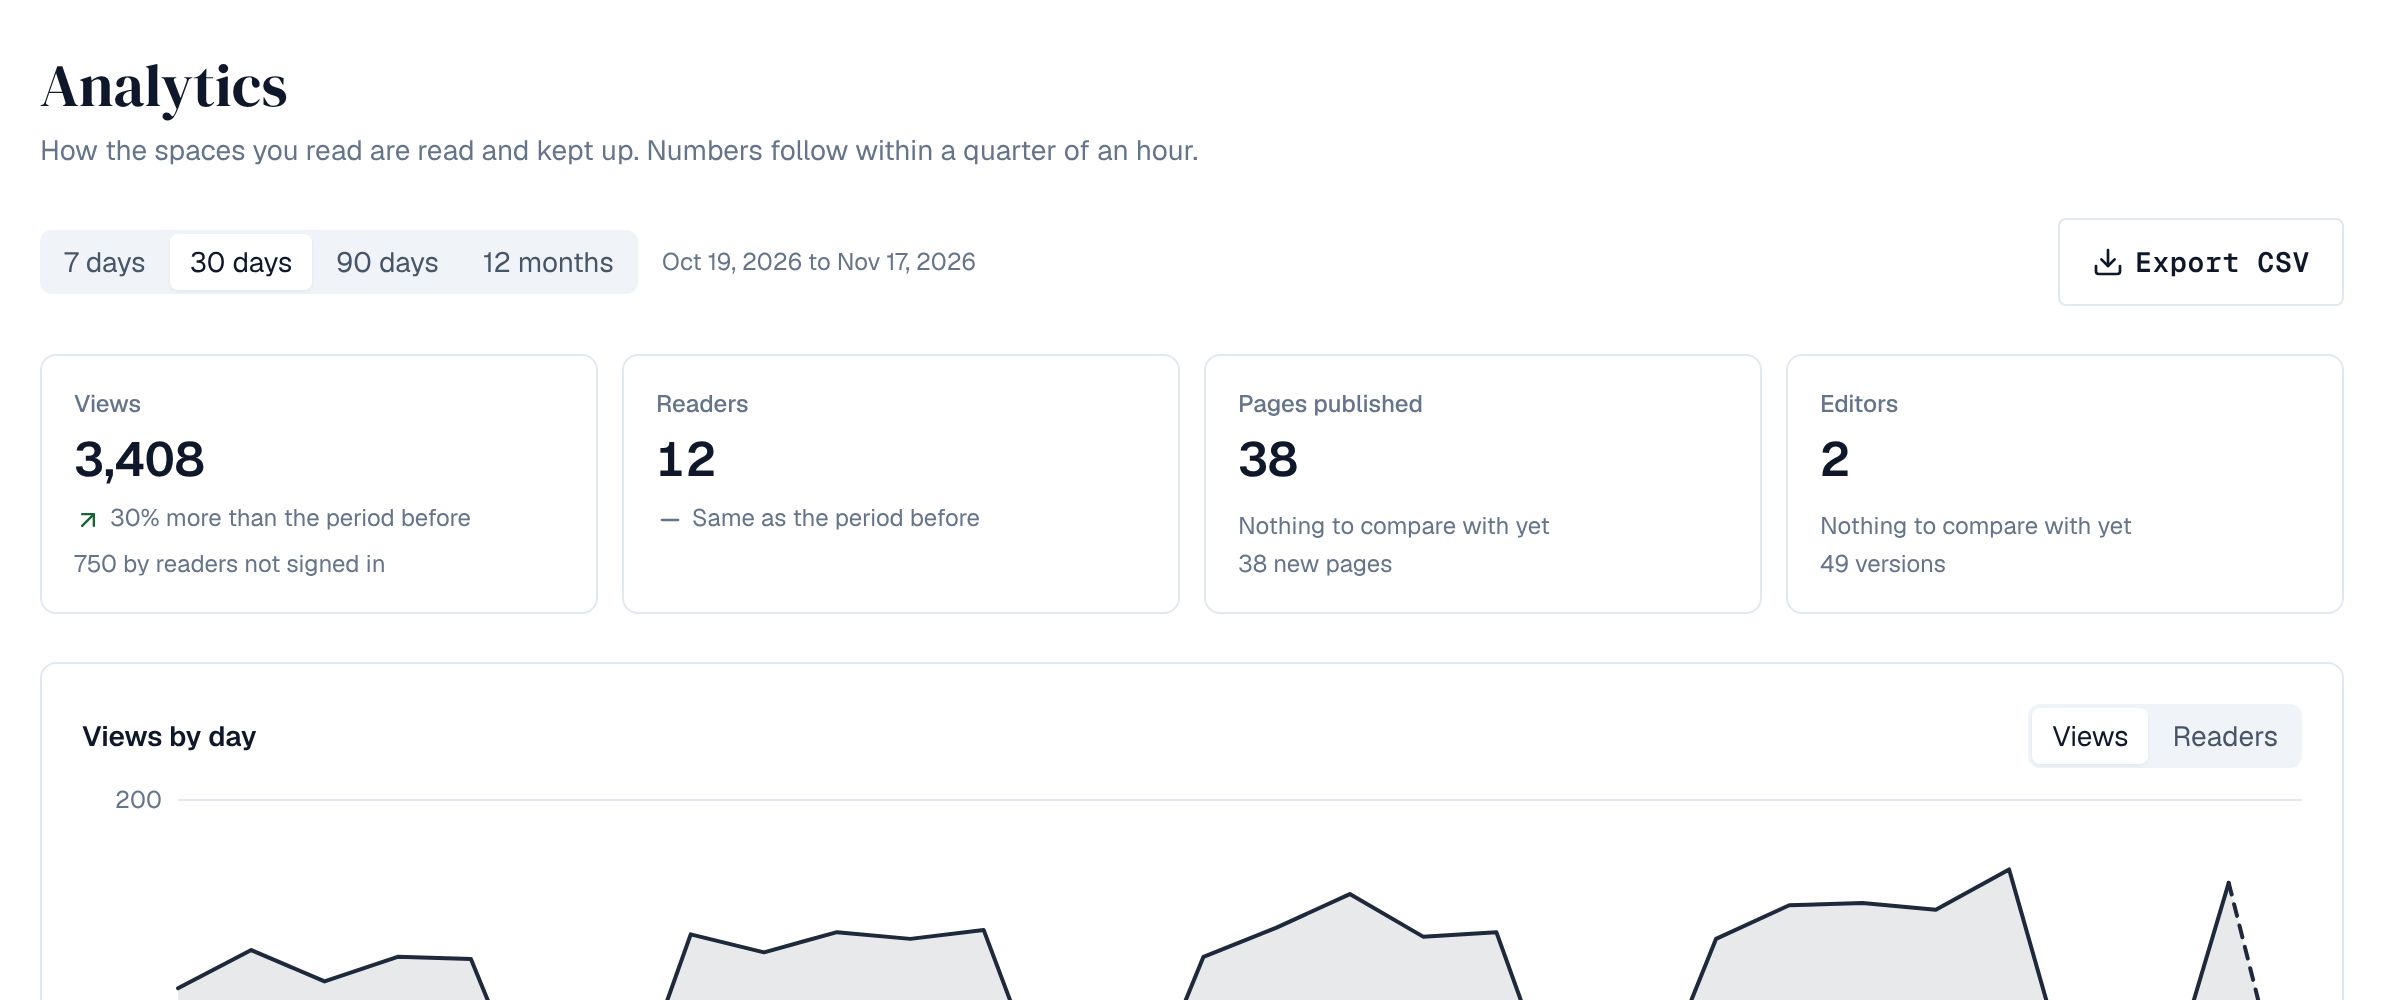 Analytics
How the spaces you read are read and kept up. Numbers follow within a quarter of an hour.
7 days 30 days 90 days 12 months Oct 19, 2026 to Nov 17, 2026 Export CSV
Views
3,408
30% more than the period before
750 by readers not signed in
Readers
12
Same as the period before
Pages published
38
Nothing to compare with yet
38 new pages
Editors
2
Nothing to compare with yet
49 versions
Views by day
Views Readers
200